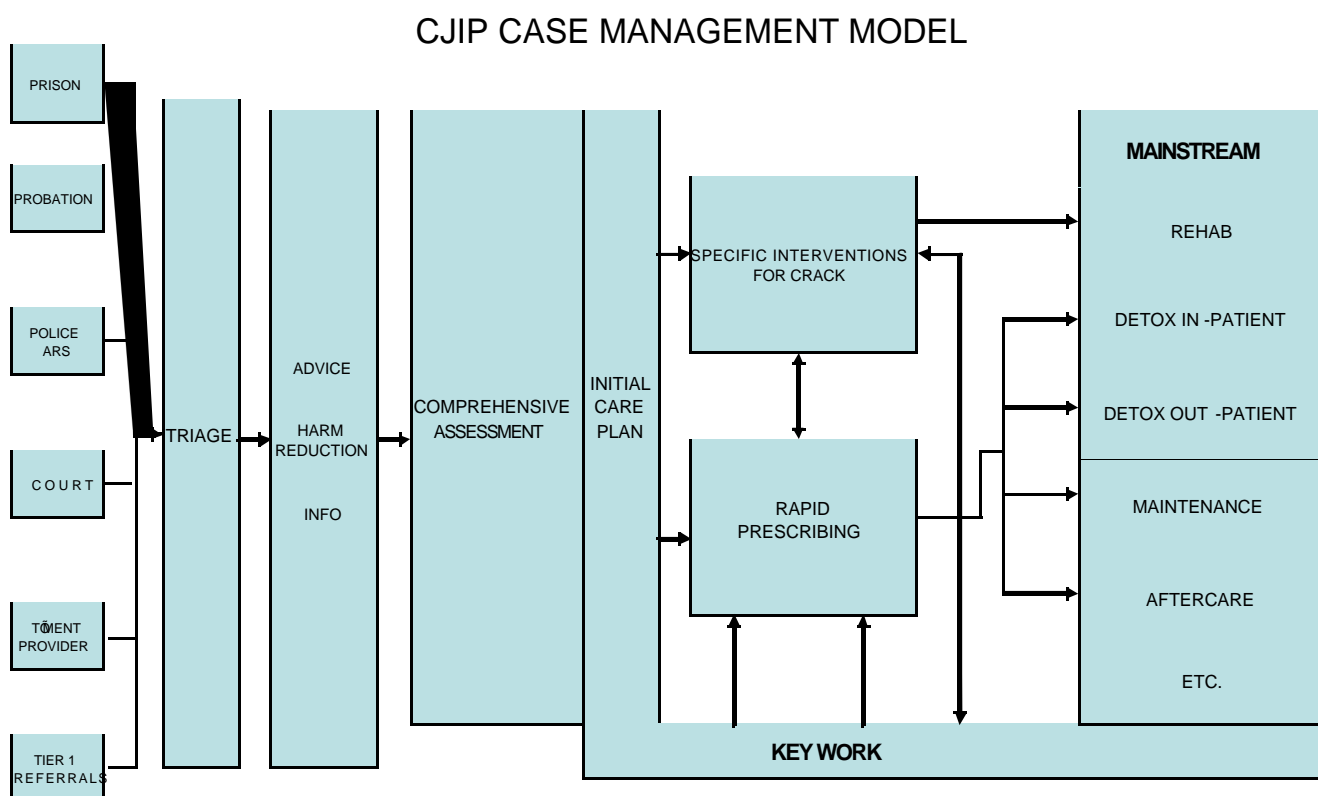 CJIP CASE MANAGEMENT MODEL
PRISON
PROBATION
POLICE
ARS
COURT
PROVIDER
TIER 1
REFERRALS
TRIAGE
ADVICE
HARM
REDUCTION
INFO
COMPREHENSIVE
ASSESSMENT
INITIAL
CARE
PLAN
SPECIFIC INTERVENTIONS
FOR CRACK
RAPID
PRESCRIBING
KEY WORK
MAINSTREAM
REHAB
DETOX IN -PATIENT
DETOX OUT -PATIENT
MAINTENANCE
AFTERCARE
ETC.